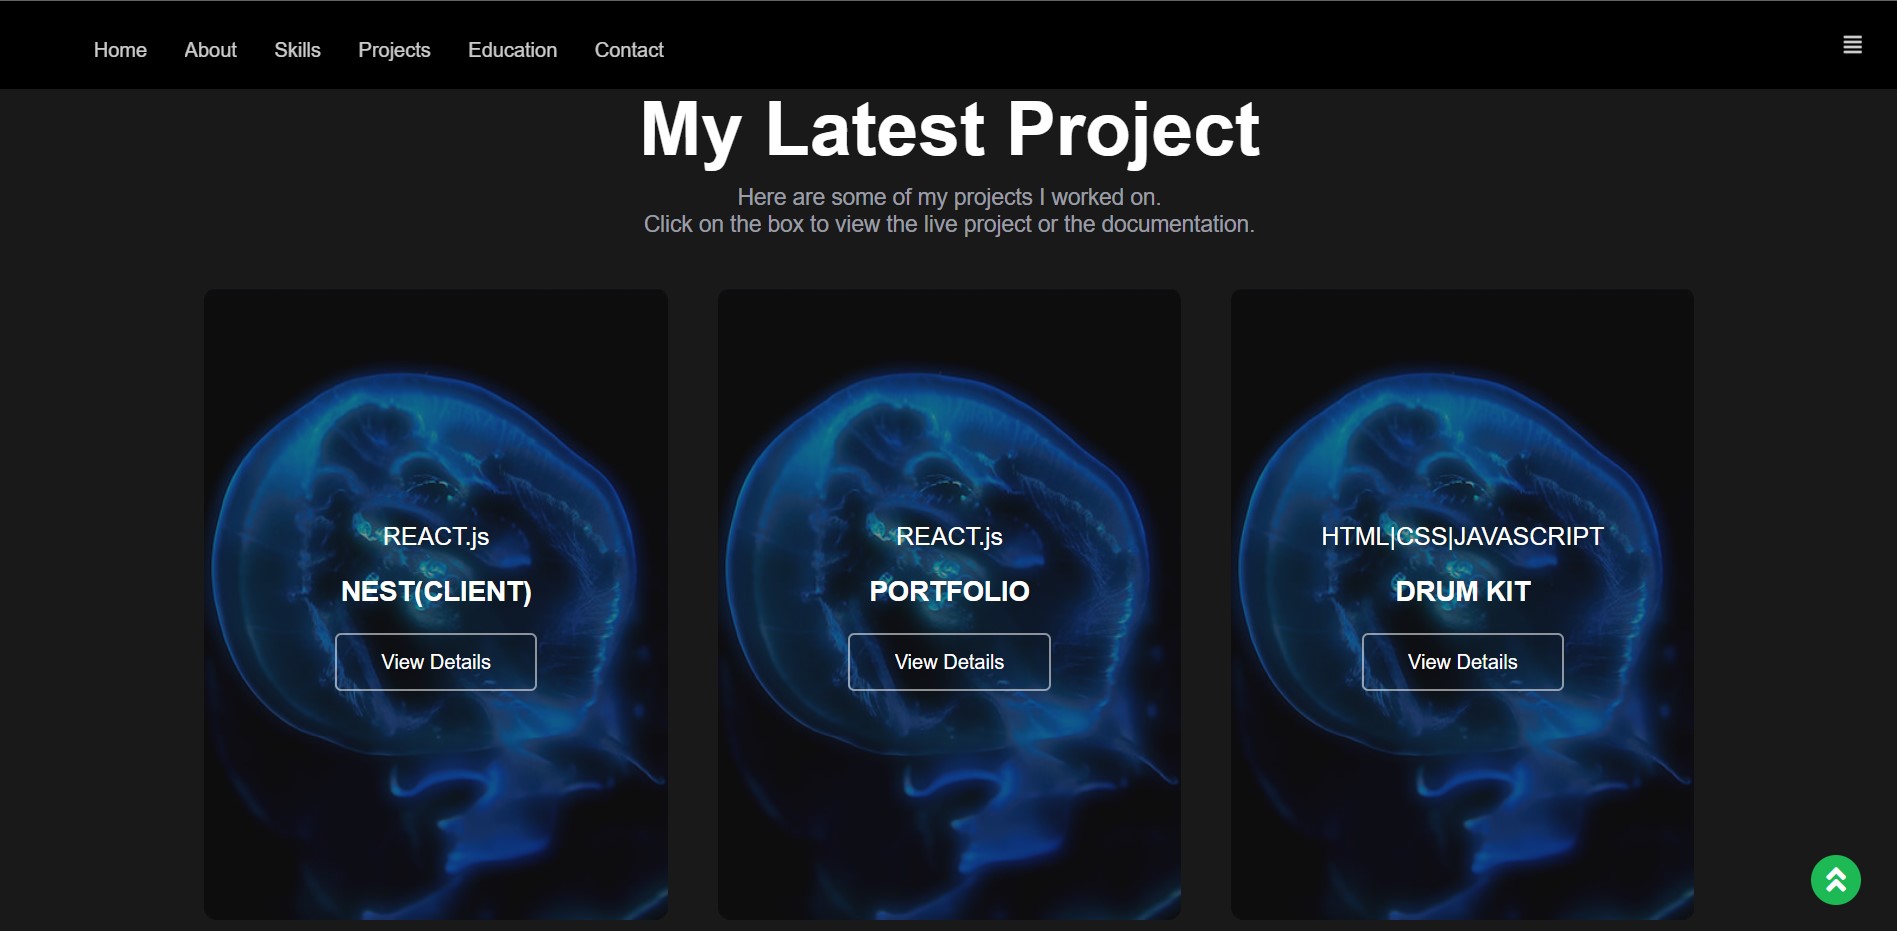 Home About Skills Projects Education Contact
My Latest Project
Here are some of my projects I worked on.
Click on the box to view the live project or the documentation.
REACT.js
NEST(CLIENT)
View Details
REACT.js
PORTFOLIO
View Details
HTML|CSS|JAVASCRIPT
DRUM KIT
View Details